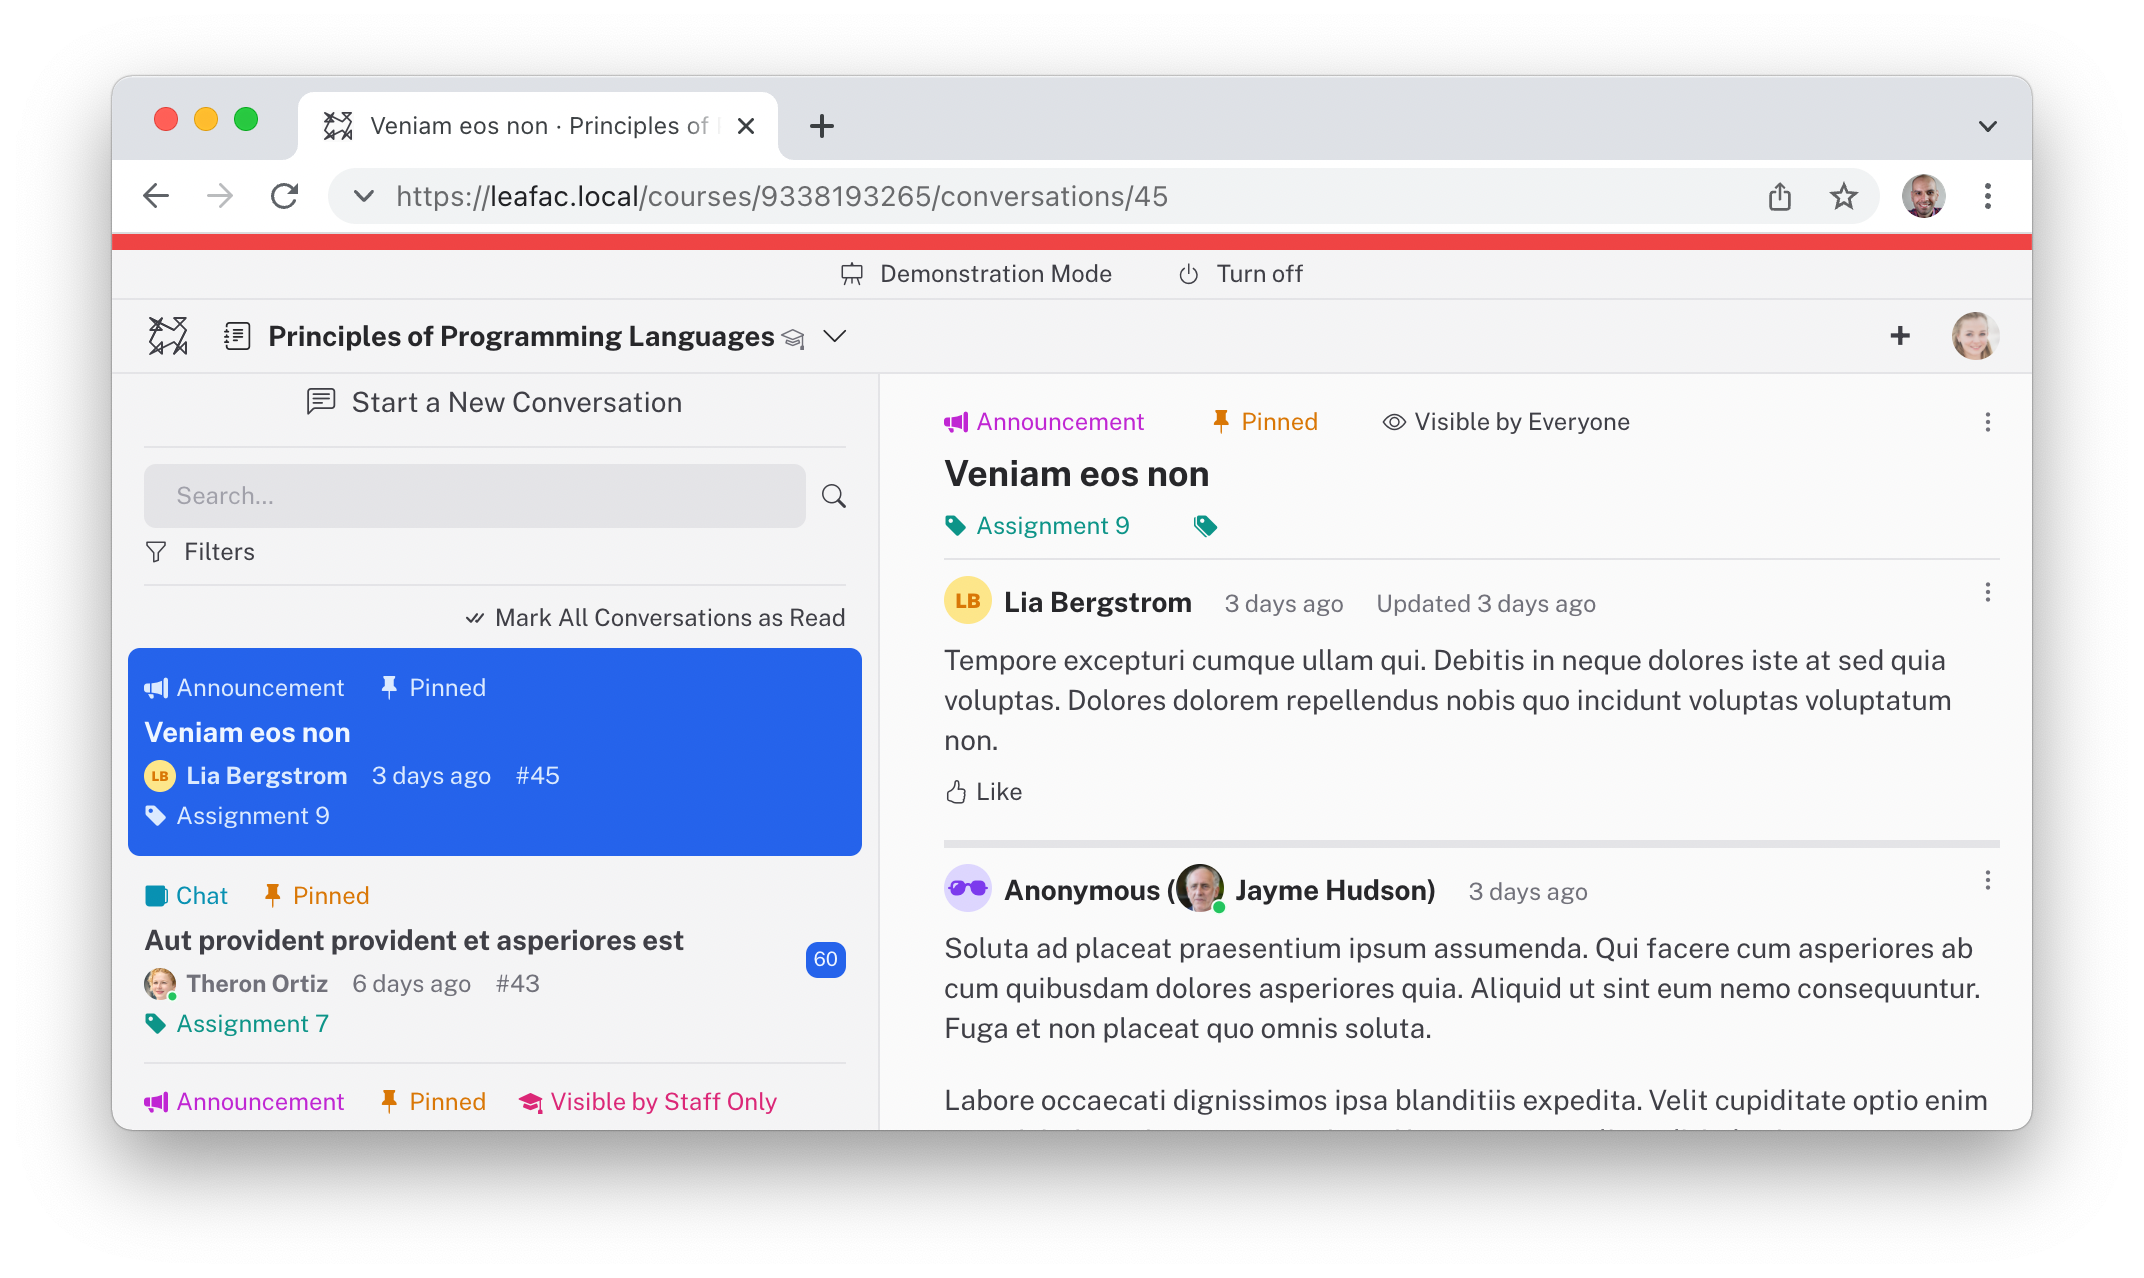 Veniam eos non · Principles of
https://leafac.local/courses/9338193265/conversations/45
Demonstration Mode Turn off
Principles of Programming Languages
Start a New Conversation
Search...
Filters
Mark All Conversations as Read
Announcement Pinned
Veniam eos non
LB Lia Bergstrom 3 days ago #45
Assignment 9
Chat Pinned
Aut provident provident et asperiores est
60
Theron Ortiz 6 days ago #43
Assignment 7
Announcement Pinned Visible by Staff Only
Announcement Pinned Visible by Everyone
Veniam eos non
Assignment 9
LB Lia Bergstrom 3 days ago Updated 3 days ago
Tempore excepturi cumque ullam qui. Debitis in neque dolores iste at sed quia
voluptas. Dolores dolorem repellendus nobis quo incidunt voluptas voluptatum
non.
Like
Anonymous ( Jayme Hudson) 3 days ago
Soluta ad placeat praesentium ipsum assumenda. Qui facere cum asperiores ab
cum quibusdam dolores asperiores quia. Aliquid ut sint eum nemo consequuntur.
Fuga et non placeat quo omnis soluta.
Labore occaecati dignissimos ipsa blanditiis expedita. Velit cupiditate optio enim